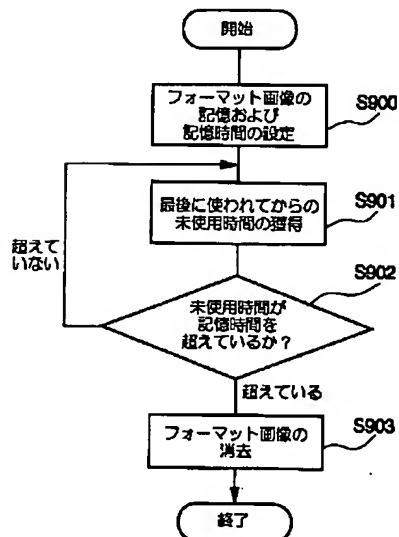 開始
フォーマット画像の
記憶および
記憶時間の設定
S900
最後に使われてからの
未使用時間の獲得
S901
超えて
いない
S902
未使用時間が
記憶時間を
超えているか?
超えている
フォーマット画像の
消去
S903
終了